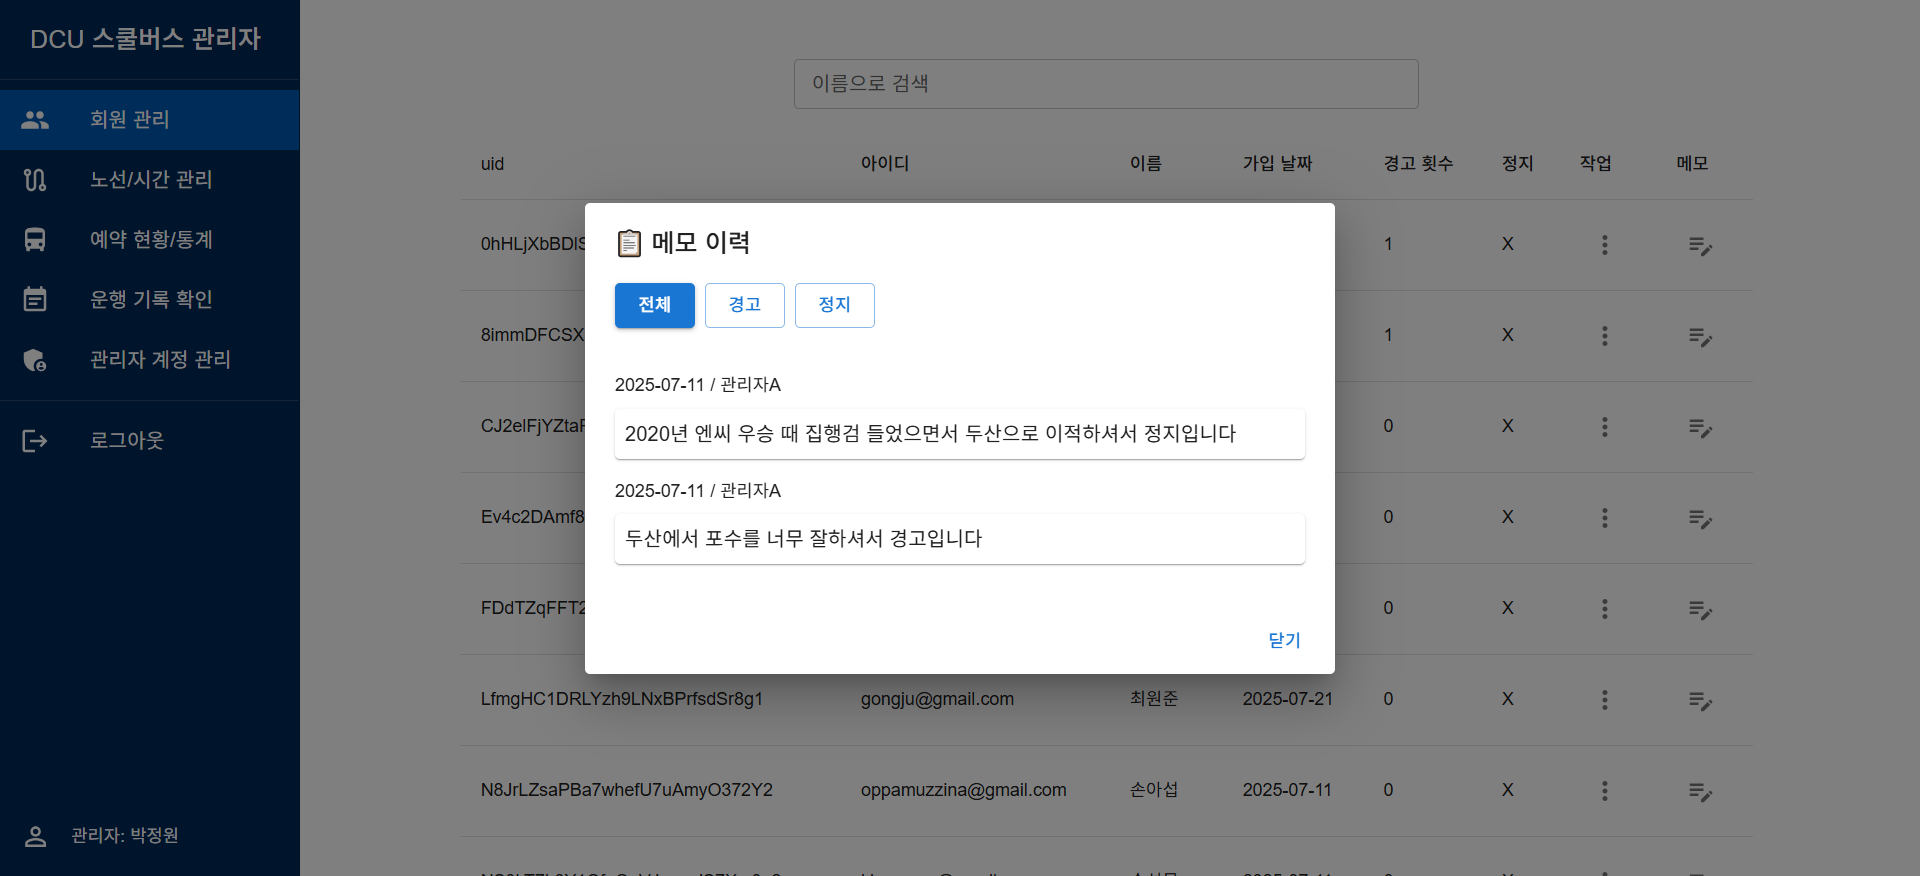 DCU 스쿨버스 관리자
회원 관리
노선/시간 관리
예약 현황/통계
운행 기록 확인
관리자 계정 관리
로그아웃
관리자: 박정원
이름으로 검색
uid 아이디 이름 가입 날짜 경고 횟수 정지 작업 메모
1 X
1 X
0 X
0 X
0 X
LfmgHC1DRLYzh9LNxBPrfsdSr8g1 gongju@gmail.com 최원준 2025-07-21 0 X
N8JrLZsaPBa7whefU7uAmyO372Y2 oppamuzzina@gmail.com 손아섭 2025-07-11 0 X
메모 이력
전체 경고 정지
2025-07-11 / 관리자A
2020년 엔씨 우승 때 집행검 들었으면서 두산으로 이적하셔서 정지입니다
2025-07-11 / 관리자A
두산에서 포수를 너무 잘하셔서 경고입니다
닫기